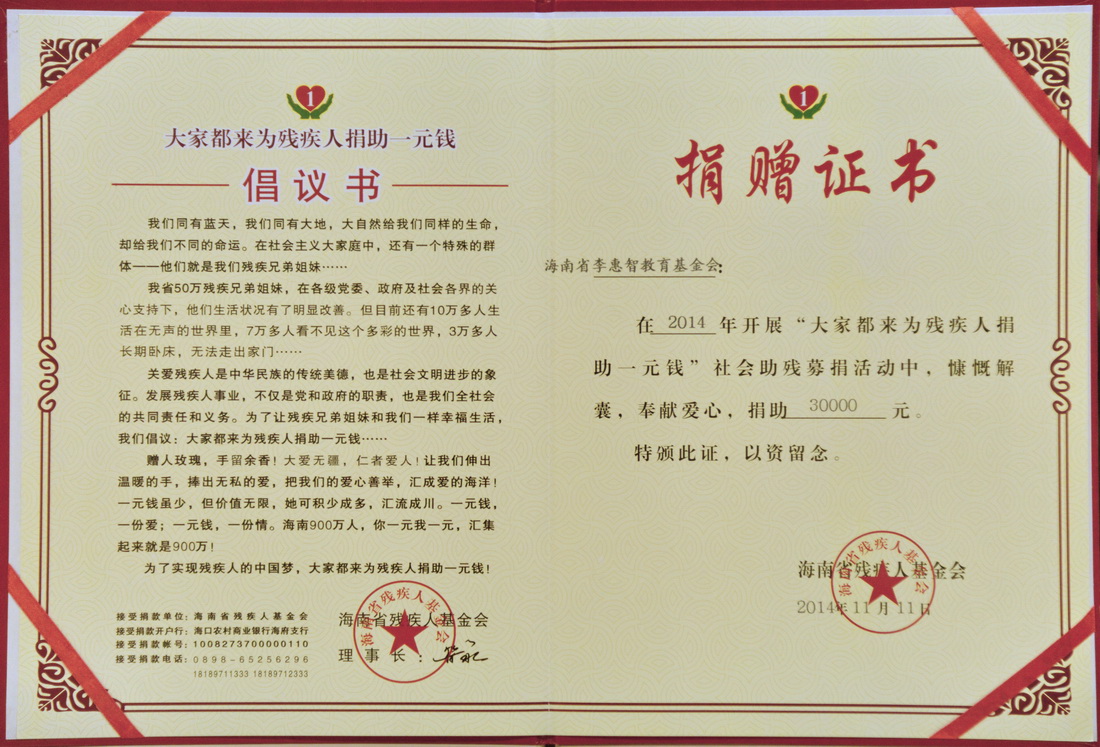 1
大家都来为残疾人捐助一元钱
倡议书
我们同有蓝天，我们同有大地，大自然给我们同样的生命，
却给我们不同的命运。在社会主义大家庭中，还有一个特殊的群
体——他们就是我们残疾兄弟姐妹……
我省50万残疾兄弟姐妹，在各级党委、政府及社会各界的关
心支持下，他们生活状况有了明显改善。但目前还有10万多人生
活在无声的世界里，7万多人看不见这个多彩的世界，3万多人
长期卧床，无法走出家门……
关爱残疾人是中华民族的传统美德，也是社会文明进步的象
征。发展残疾人事业，不仅是党和政府的职责，也是我们全社会
的共同责任和义务。为了让残疾兄弟姐妹和我们一样幸福生活，
我们倡议：大家都来为残疾人捐助一元钱……
赠人玫瑰，手留余香！大爱无疆，仁者爱人！让我们伸出
温暖的手，捧出无私的爱，把我们的爱心善举，汇成爱的海洋！
一元钱虽少，但价值无限，她可积少成多，汇流成川。一元钱，
一份爱；一元钱，一份情。海南900万人，你一元我一元，汇集
起来就是900万！
为了实现残疾人的中国梦，大家都来为残疾人捐助一元钱！
接受捐款单位：海南省残疾人基金会
接受捐款开户行：海口农村商业银行海府支行
接受捐款帐号：1008273700000110
接受捐款电话：0898-65256296
18189711333 18189712333
海南省残疾人基金会
理事长：
海南省残疾人基金会
1
捐赠证书
海南省李惠智教育基金会：
在 2014 年开展“大家都来为残疾人捐
助一元钱”社会助残募捐活动中，慷慨解
囊，奉献爱心，捐助 30000 元。
特颁此证，以资留念。
海南省残疾人基金会
2014年11月11日
海南省残疾人基金会